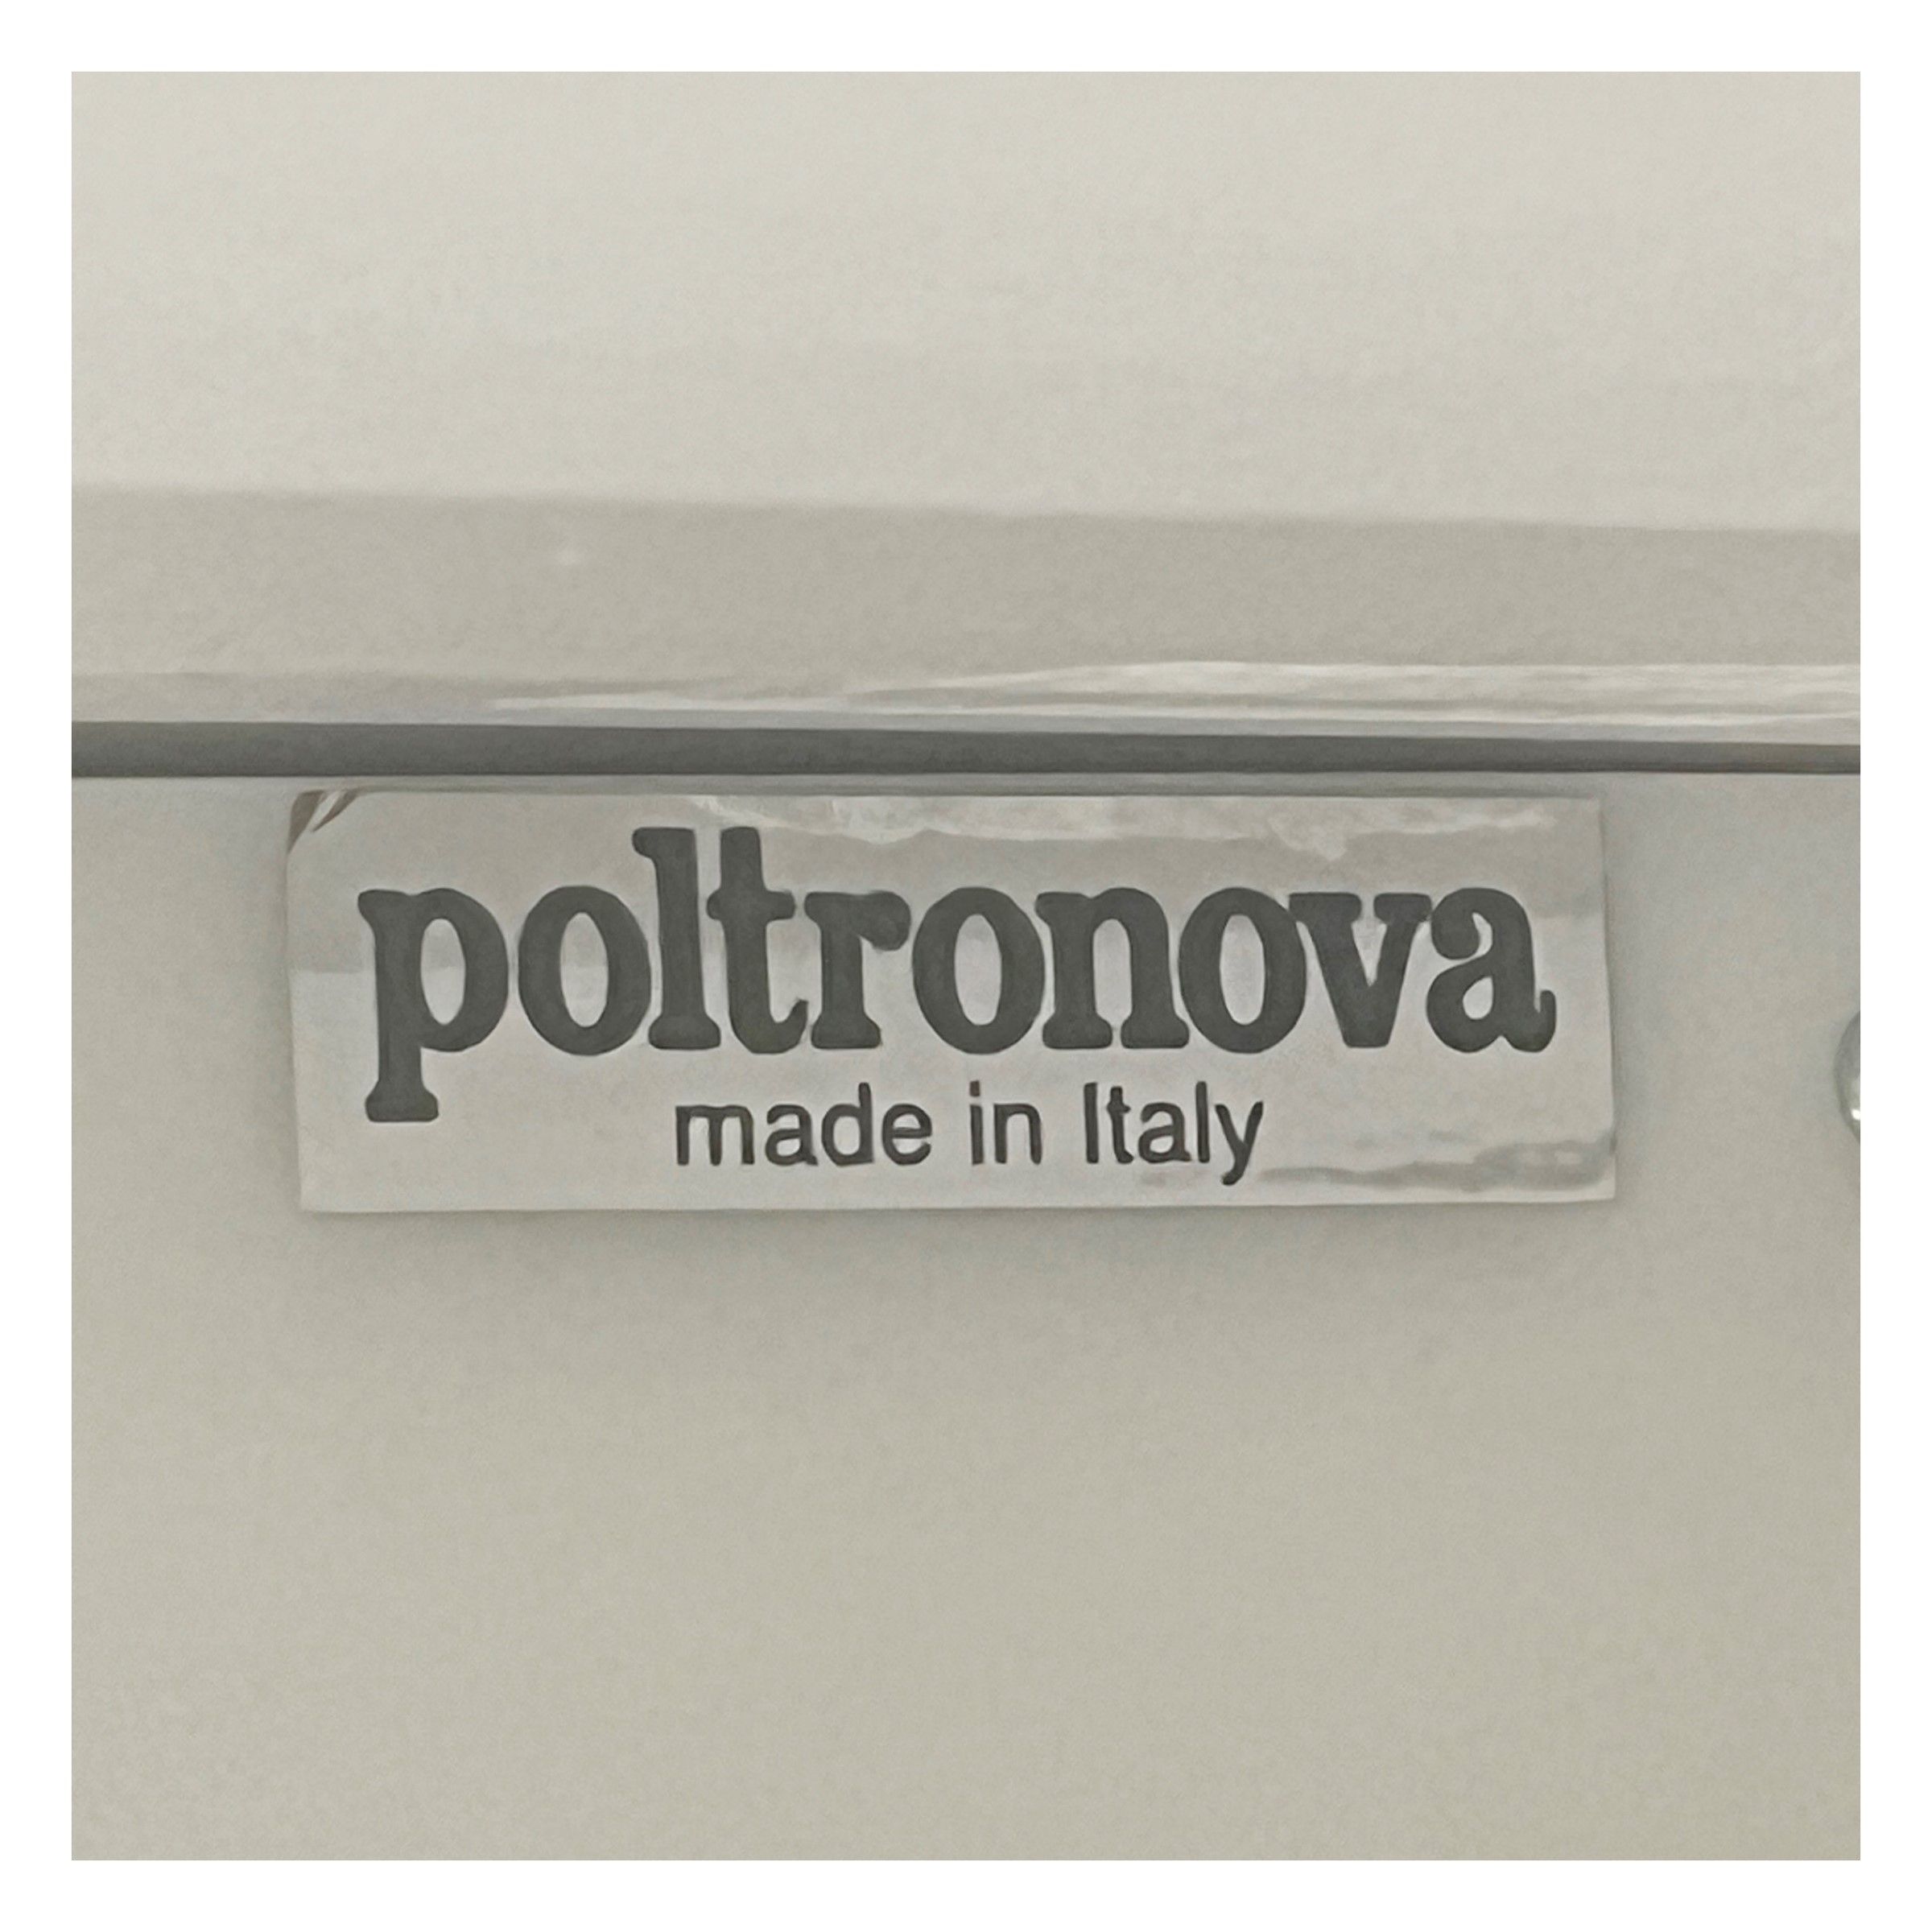 poltronova
made in Italy